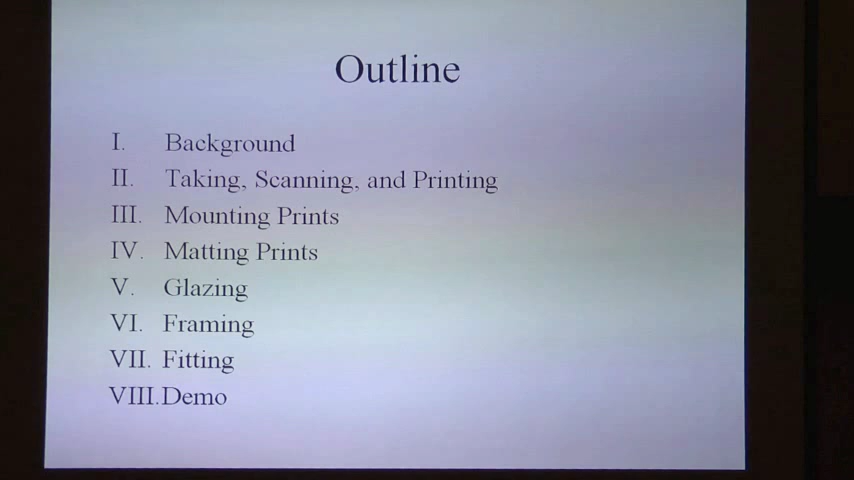 Outline
I. Background
II. Taking, Scanning, and Printing
III. Mounting Prints
IV. Matting Prints
V. Glazing
VI. Framing
VII. Fitting
VIII. Demo